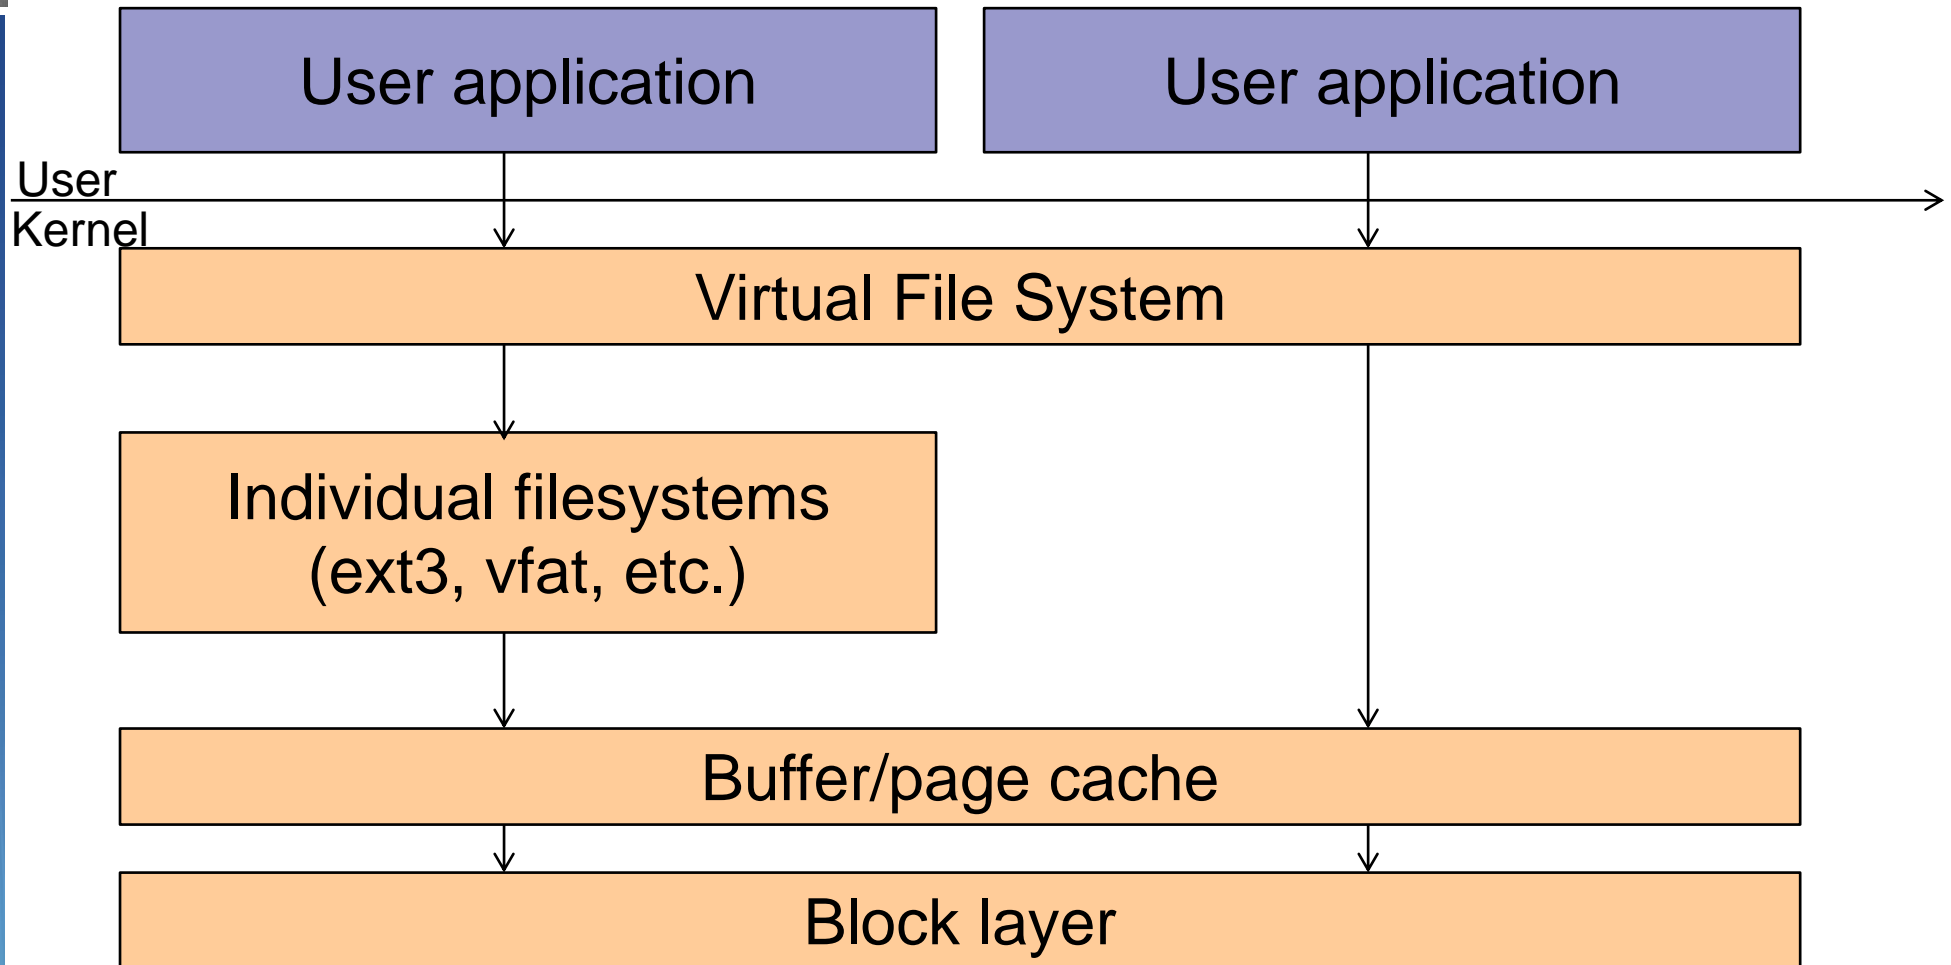 User application
User application
User
Kernel
Virtual File System
Individual filesystems
(ext3, vfat, etc.)
Buffer/page cache
Block layer